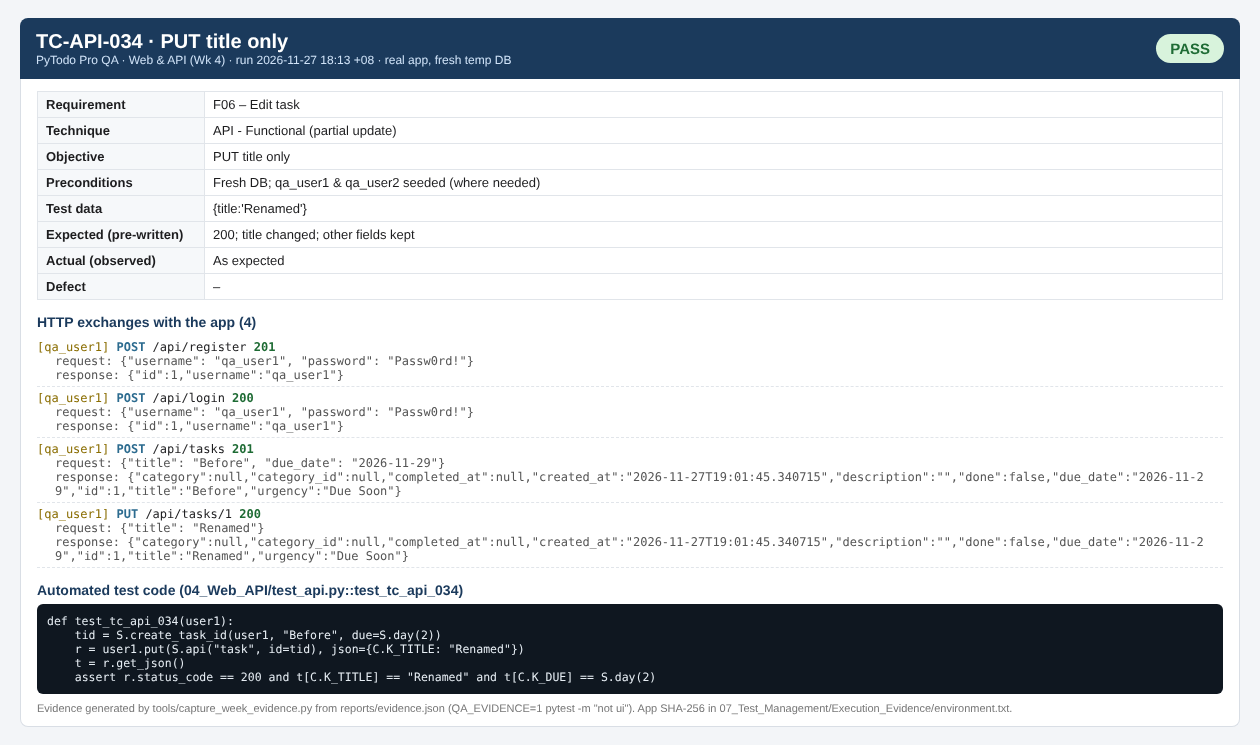 TC-API-034 · PUT title only
PyTodo Pro QA · Web & API (Wk 4) · run 2026-11-27 18:13 +08 · real app, fresh temp DB
PASS
Requirement F06 – Edit task
Technique API - Functional (partial update)
Objective PUT title only
Preconditions Fresh DB; qa_user1 & qa_user2 seeded (where needed)
Test data {title:'Renamed'}
Expected (pre-written) 200; title changed; other fields kept
Actual (observed) As expected
Defect –
HTTP exchanges with the app (4)
[qa_user1] POST /api/register 201
request: {"username": "qa_user1", "password": "Passw0rd!"}
response: {"id":1,"username":"qa_user1"}
[qa_user1] POST /api/login 200
request: {"username": "qa_user1", "password": "Passw0rd!"}
response: {"id":1,"username":"qa_user1"}
[qa_user1] POST /api/tasks 201
request: {"title": "Before", "due_date": "2026-11-29"}
response: {"category":null,"category_id":null,"completed_at":null,"created_at":"2026-11-27T19:01:45.340715","description":"","done":false,"due_date":"2026-11-2
9","id":1,"title":"Before","urgency":"Due Soon"}
[qa_user1] PUT /api/tasks/1 200
request: {"title": "Renamed"}
response: {"category":null,"category_id":null,"completed_at":null,"created_at":"2026-11-27T19:01:45.340715","description":"","done":false,"due_date":"2026-11-2
9","id":1,"title":"Renamed","urgency":"Due Soon"}
Automated test code (04_Web_API/test_api.py::test_tc_api_034)
def test_tc_api_034(user1):
    tid = S.create_task_id(user1, "Before", due=S.day(2))
    r = user1.put(S.api("task", id=tid), json={C.K_TITLE: "Renamed"})
    t = r.get_json()
    assert r.status_code == 200 and t[C.K_TITLE] == "Renamed" and t[C.K_DUE] == S.day(2)
Evidence generated by tools/capture_week_evidence.py from reports/evidence.json (QA_EVIDENCE=1 pytest -m "not ui"). App SHA-256 in 07_Test_Management/Execution_Evidence/environment.txt.